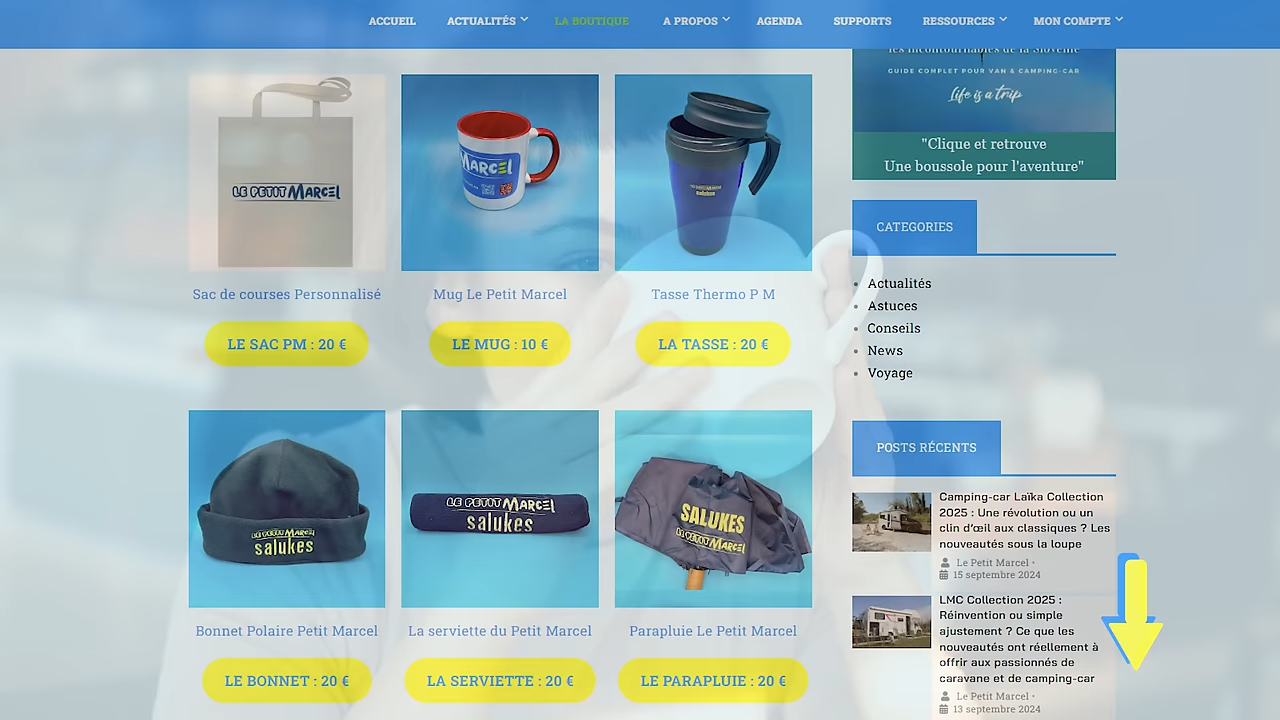 ACCUEIL
ACTUALITÉS
LA BOUTIQUE
A PROPOS
AGENDA
SUPPORTS
RESSOURCES
MON COMPTE
les incontournables de la Slovénie
GUIDE COMPLET POUR VAN & CAMPING-CAR
Life is a trip
"Clique et retrouve
Une boussole pour l'aventure"
LE PETIT MARCEL
MARCEL
salukes
Sac de courses Personnalisé
Mug Le Petit Marcel
Tasse Thermo P M
LE SAC PM : 20 €
LE MUG : 10 €
LA TASSE : 20 €
LE PETIT MARCEL
salukes
LE PETIT MARCEL
salukes
SALUKES
LE PETIT MARCEL
Bonnet Polaire Petit Marcel
La serviette du Petit Marcel
Parapluie Le Petit Marcel
LE BONNET : 20 €
LA SERVIETTE : 20 €
LE PARAPLUIE : 20 €
CATEGORIES
Actualités
Astuces
Conseils
News
Voyage
POSTS RÉCENTS
Camping-car Laïka Collection
2025 : Une révolution ou un
clin d'œil aux classiques ? Les
nouveautés sous la loupe
Le Petit Marcel •
15 septembre 2024
LMC Collection 2025 :
Réinvention ou simple
ajustement ? Ce que les
nouveautés ont réellement à
offrir aux passionnés de
caravane et de camping-car
Le Petit Marcel •
13 septembre 2024